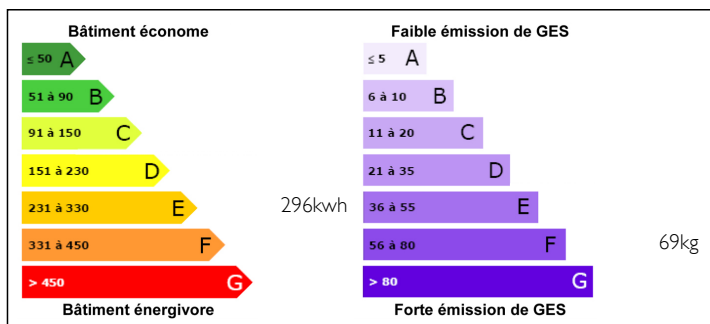 Bâtiment économe
≤ 50 A
51 à 90 B
91 à 150 C
151 à 230 D
231 à 330 E
296kwh
331 à 450 F
> 450 G
Bâtiment énergivore
Faible émission de GES
≤ 5 A
6 à 10 B
11 à 20 C
21 à 35 D
36 à 55 E
56 à 80 F
69kg
> 80 G
Forte émission de GES